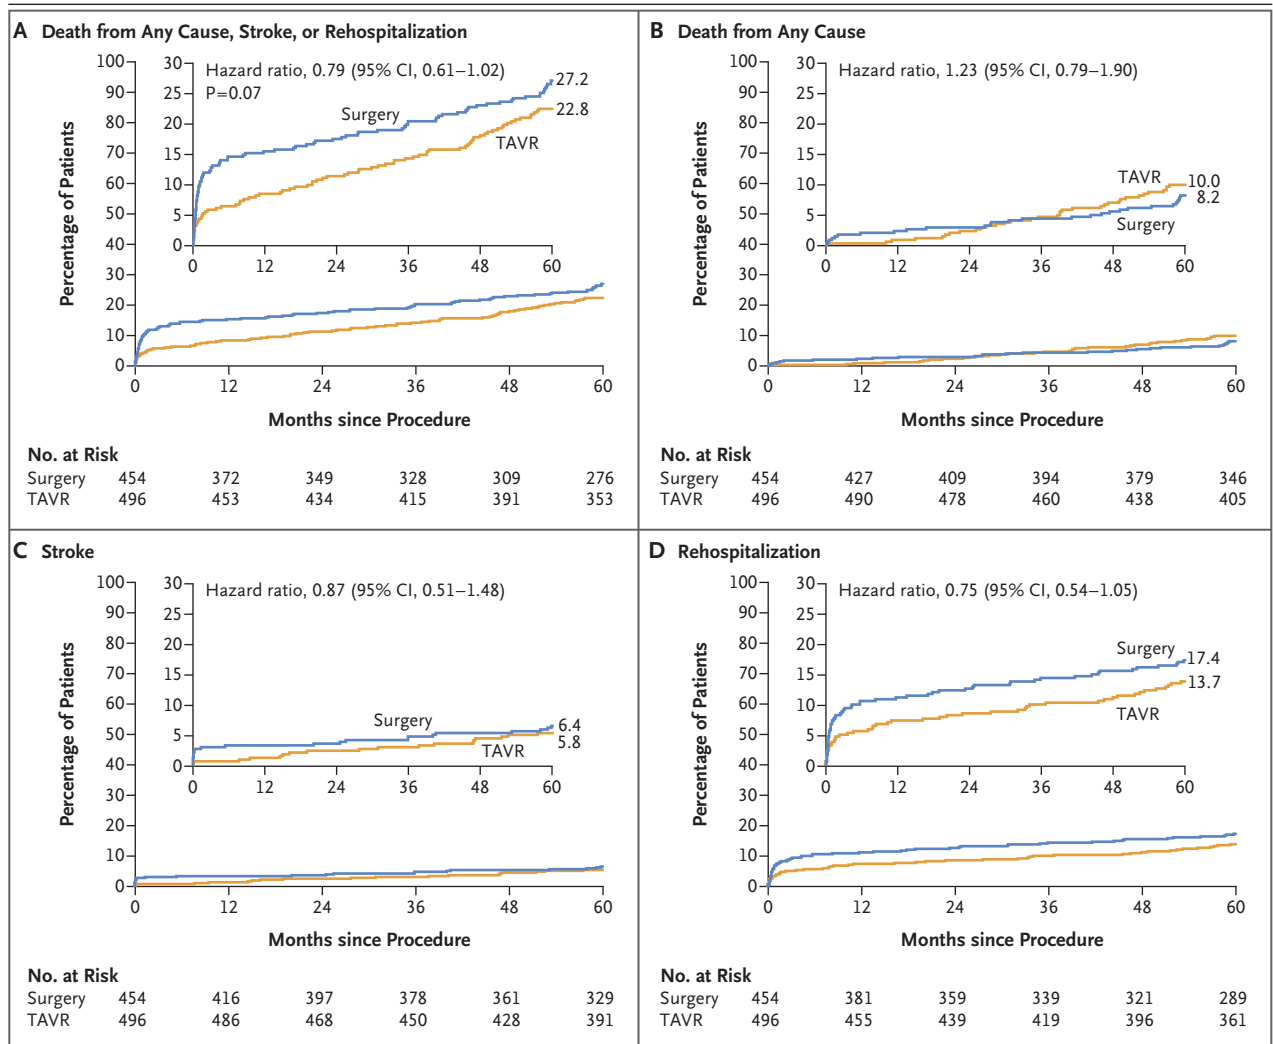 A Death from Any Cause, Stroke, or Rehospitalization
Percentage of Patients
100
90
80
70
60
50
40
30
20
10
0
30
25
20
15
10
5
0
Hazard ratio, 0.79 (95% CI, 0.61–1.02)
P=0.07
Surgery
27.2
22.8
TAVR
0 12 24 36 48 60
0 12 24 36 48 60
Months since Procedure
No. at Risk
Surgery 454 372 349 328 309 276
TAVR 496 453 434 415 391 353
B Death from Any Cause
Percentage of Patients
100
90
80
70
60
50
40
30
20
10
0
30
25
20
15
10
5
0
Hazard ratio, 1.23 (95% CI, 0.79–1.90)
TAVR
10.0
8.2
Surgery
0 12 24 36 48 60
0 12 24 36 48 60
Months since Procedure
No. at Risk
Surgery 454 427 409 394 379 346
TAVR 496 490 478 460 438 405
C Stroke
Percentage of Patients
100
90
80
70
60
50
40
30
20
10
0
30
25
20
15
10
5
0
Hazard ratio, 0.87 (95% CI, 0.51–1.48)
Surgery
6.4
5.8
TAVR
0 12 24 36 48 60
0 12 24 36 48 60
Months since Procedure
No. at Risk
Surgery 454 416 397 378 361 329
TAVR 496 486 468 450 428 391
D Rehospitalization
Percentage of Patients
100
90
80
70
60
50
40
30
20
10
0
30
25
20
15
10
5
0
Hazard ratio, 0.75 (95% CI, 0.54–1.05)
Surgery
17.4
13.7
TAVR
0 12 24 36 48 60
0 12 24 36 48 60
Months since Procedure
No. at Risk
Surgery 454 381 359 339 321 289
TAVR 496 455 439 419 396 361